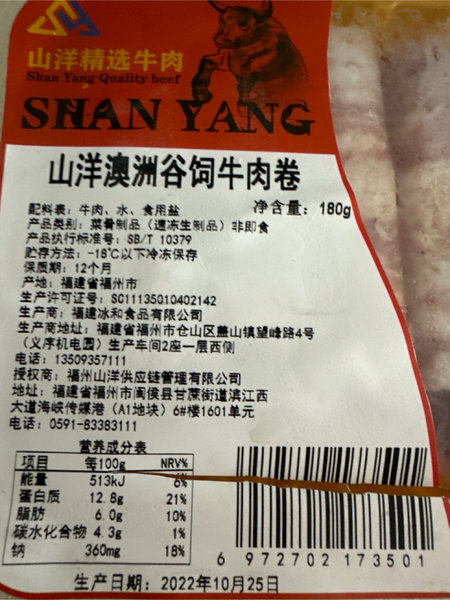 山洋精选牛肉
Shan Yang Quality beef
SHAN YANG
山洋澳洲谷饲牛肉卷
配料表：牛肉、水、食用盐 净含量：180g
产品类别：菜肴制品（速冻生制品）非即食
产品执行标准号：SB/T 10379
贮存方法：-18℃以下冷冻保存
保质期：12个月
产地：福建省福州市
生产许可证号：SC11135010402142
生产商：福建冰和食品有限公司
生产商地址：福建省福州市仓山区盖山镇望峰路4号
（义序机电园）生产车间2座一层西侧
电话：13509357111
授权商：福州山洋供应链管理有限公司
地址：福建省福州市闽侯县甘蔗街道滨江西
大道海峡传媒港（A1地块）6#楼1601单元
电话：0591-83383111
营养成分表
项目 每100g NRV%
能量 513kJ 6%
蛋白质 12.8g 21%
脂肪 6.0g 10%
碳水化合物 4.3g 1%
钠 360mg 18%
6 972702 173501
生产日期：2022年10月25日